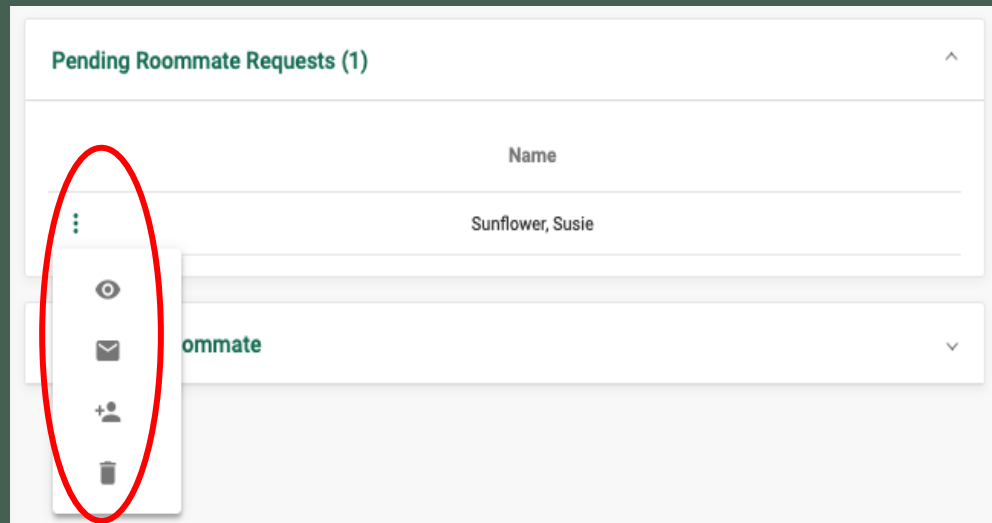 Pending Roommate Requests (1)
Name
Sunflower, Susie
ommate